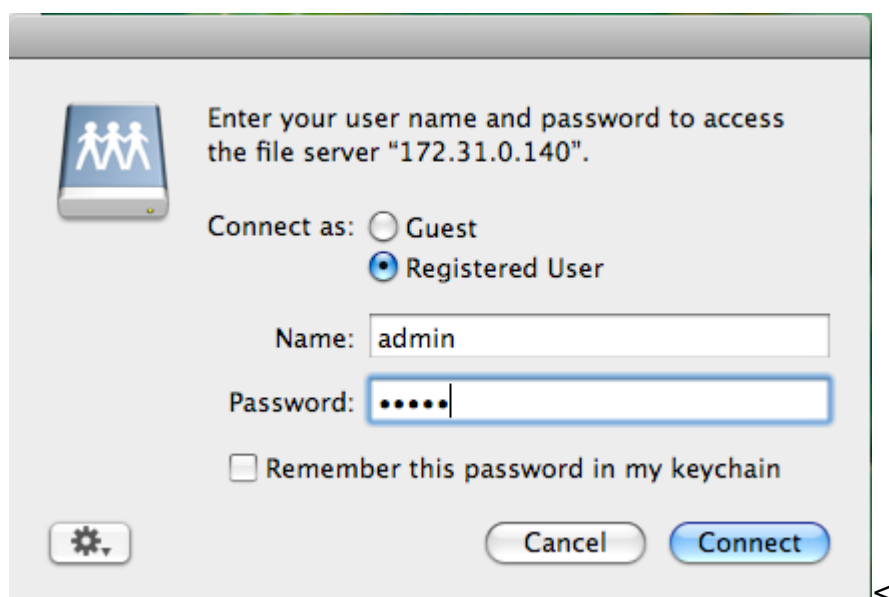 Enter your user name and password to access
the file server “172.31.0.140”.
Connect as: Guest
Registered User
Name: admin
Password: •••••
Remember this password in my keychain
Cancel Connect
<